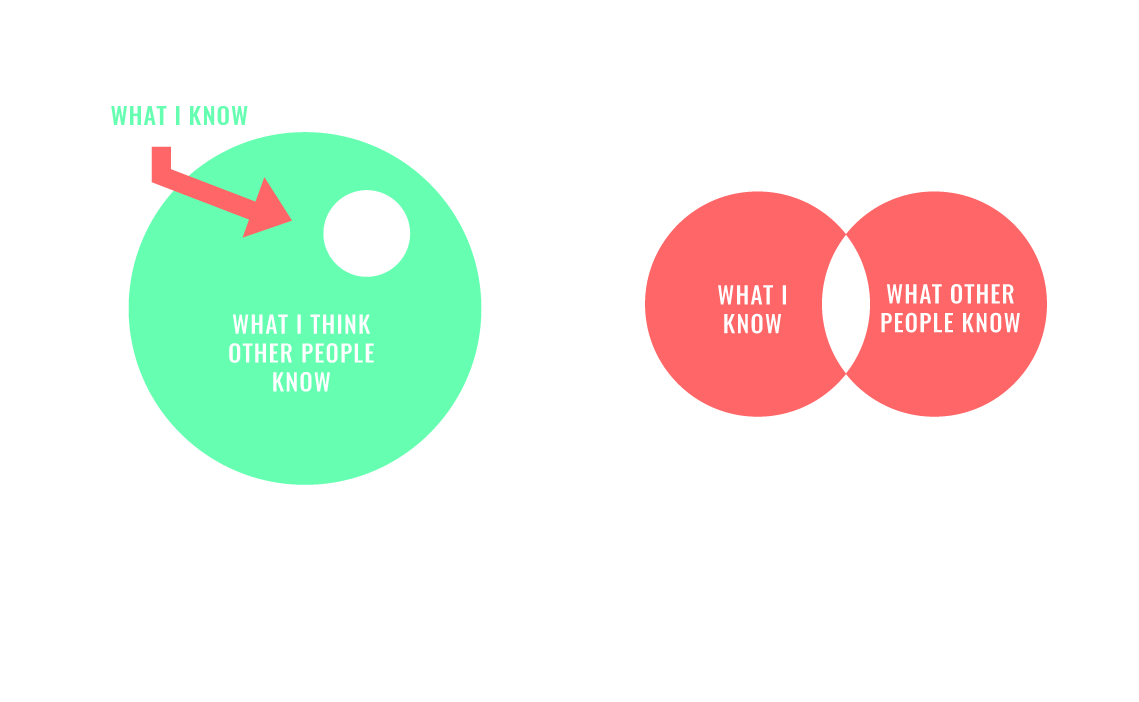 WHAT I KNOW
WHAT I THINK
OTHER PEOPLE
KNOW
WHAT I
KNOW
WHAT OTHER
PEOPLE KNOW